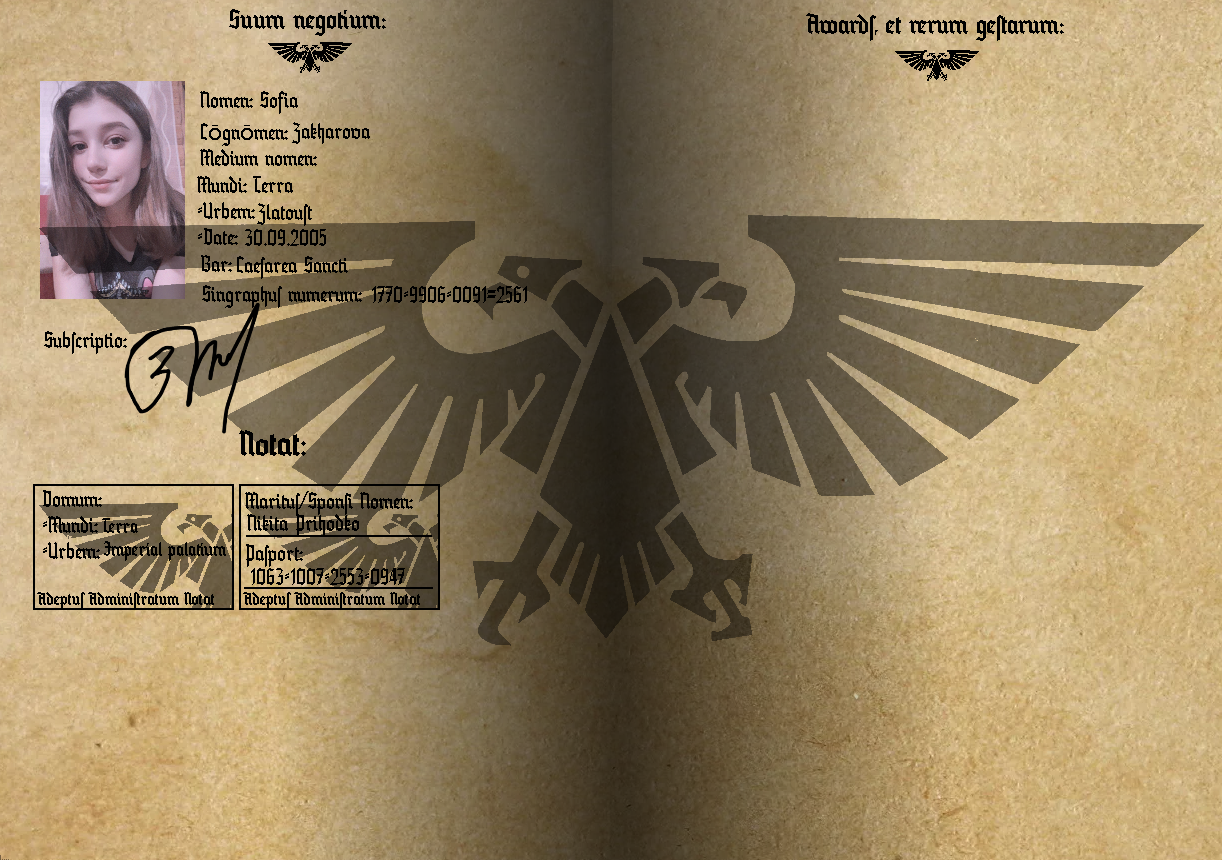 Suum negotium:
Nomen: Sofia
Cōgnōmen: Zakharova
Medium nomen:
Mundi: Terra
-Urbem: Zlatouſt
-Date: 30.09.2005
Bar: Caeſarea Sancti
Singraphuſ numerum: 1770-9906-0091=2561
Subſcriptio:
Notat:
Domum:
-Mundi: Terra
-Urbem: Imperial palatium
Adeptuſ Adminiſtratum Notat
Marituſ/Sponſi Nomen:
Nikita Prihodko
Paſport:
1063-1007-2553-0947
Adeptuſ Adminiſtratum Notat
Awardſ, et rerum geſtarum: